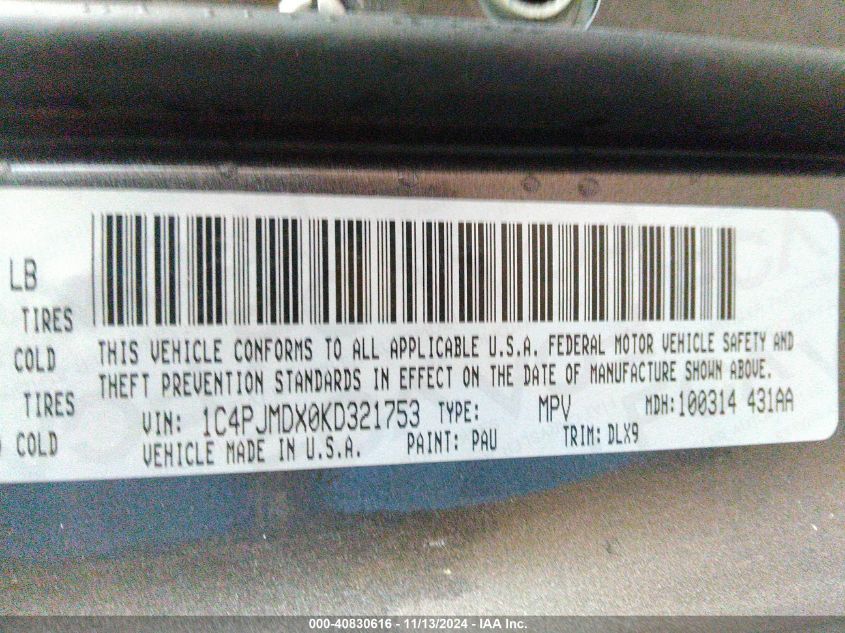 LB
TIRES
COLD
TIRES
COLD
THIS VEHICLE CONFORMS TO ALL APPLICABLE U.S.A. FEDERAL MOTOR VEHICLE SAFETY AND
THEFT PREVENTION STANDARDS IN EFFECT ON THE DATE OF MANUFACTURE SHOWN ABOVE.
VIN: 1C4PJMDX0KD321753 TYPE: MPV MDH:100314 431AA
VEHICLE MADE IN U.S.A. PAINT: PAU TRIM: DLX9
000-40830616 - 11/13/2024 - IAA Inc.